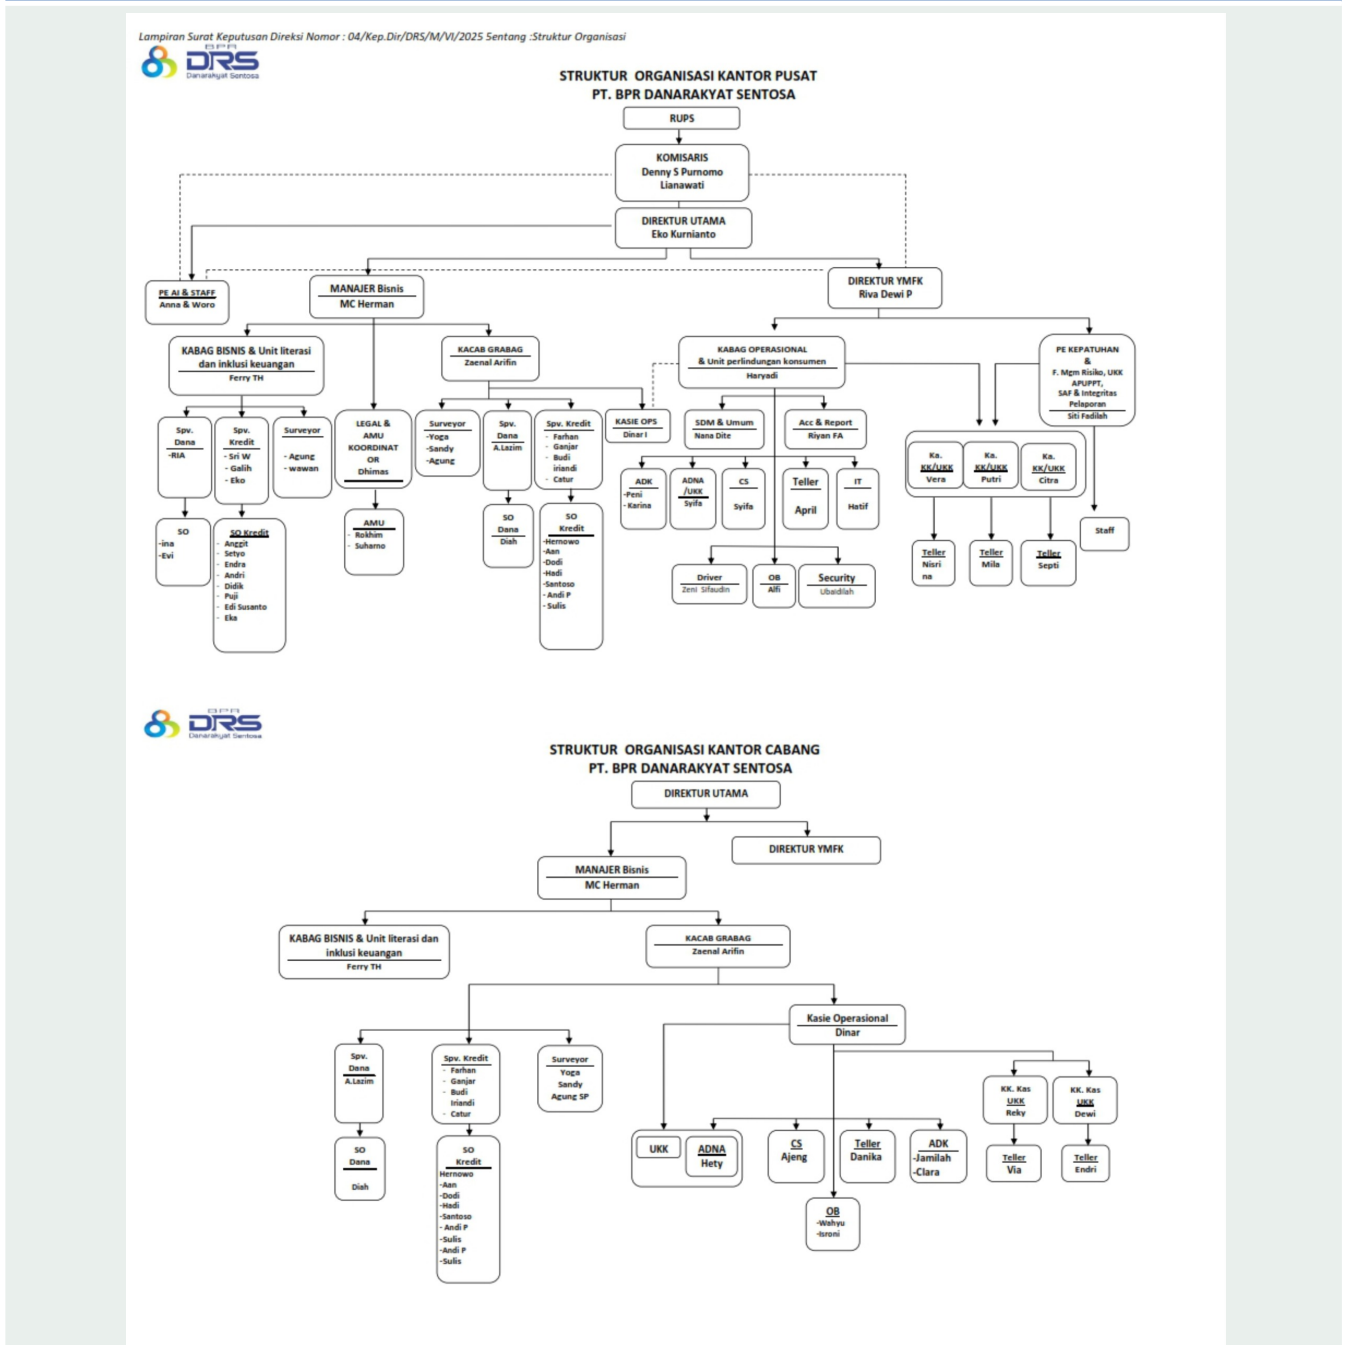 Lampiran Surat Keputusan Direksi Nomor : 04/Kep.Dir/DRS/M/VI/2025 Sentang :Struktur Organisasi
BPR
DRS
Danarakyat Sentosa
STRUKTUR ORGANISASI KANTOR PUSAT
PT. BPR DANARAKYAT SENTOSA
RUPS
KOMISARIS
Denny S Purnomo
Lianawati
DIREKTUR UTAMA
Eko Kurnianto
PE AI & STAFF
Anna & Woro
MANAJER Bisnis
MC Herman
DIREKTUR YMFK
Riva Dewi P
KABAG BISNIS & Unit literasi
dan inklusi keuangan
Ferry TH
KACAB GRABAG
Zaenal Arifin
KABAG OPERASIONAL
& Unit perlindungan konsumen
Haryadi
PE KEPATUHAN
&
F. Mgm Risiko, UKK
APUPPT,
SAF & Integritas
Pelaporan
Siti Fadilah
Spv.
Dana
-RIA
Spv.
Kredit
- Sri W
- Galih
- Eko
Surveyor
- Agung
- wawan
LEGAL &
AMU
KOORDINAT
OR
Dhimas
Surveyor
-Yoga
-Sandy
-Agung
Spv.
Dana
A.Lazim
Spv. Kredit
- Farhan
- Ganjar
- Budi
iriandi
- Catur
KASIE OPS
Dinar I
SDM & Umum
Nana Dite
Acc & Report
Riyan FA
ADK
-Peni
- Karina
ADNA
/UKK
Syifa
CS
Syifa
Teller
April
IT
Hatif
Ka.
KK/UKK
Vera
Ka.
KK/UKK
Putri
Ka.
KK/UKK
Citra
SO
-ina
-Evi
SO Kredit
- Anggit
- Setyo
- Endra
- Andri
- Didik
- Puji
- Edi Susanto
- Eka
AMU
- Rokhim
- Suharno
SO
Dana
Diah
SO
Kredit
-Hernowo
-Aan
-Dodi
-Hadi
-Santoso
- Andi P
- Sulis
Driver
Zeni Sifaudin
OB
Alfi
Security
Ubaidilah
Teller
Nisri
na
Teller
Mila
Teller
Septi
Staff
BPR
DRS
Danarakyat Sentosa
STRUKTUR ORGANISASI KANTOR CABANG
PT. BPR DANARAKYAT SENTOSA
DIREKTUR UTAMA
DIREKTUR YMFK
MANAJER Bisnis
MC Herman
KABAG BISNIS & Unit literasi dan
inklusi keuangan
Ferry TH
KACAB GRABAG
Zaenal Arifin
Kasie Operasional
Dinar
Spv.
Dana
A.Lazim
Spv. Kredit
- Farhan
- Ganjar
- Budi
Iriandi
- Catur
Surveyor
Yoga
Sandy
Agung SP
KK. Kas
UKK
Reky
KK. Kas
UKK
Dewi
SO
Dana
Diah
SO
Kredit
Hernowo
-Aan
-Dodi
-Hadi
-Santoso
- Andi P
-Sulis
-Andi P
-Sulis
UKK
ADNA
Hety
CS
Ajeng
Teller
Danika
ADK
-Jamilah
-Clara
Teller
Via
Teller
Endri
OB
-Wahyu
-Isroni